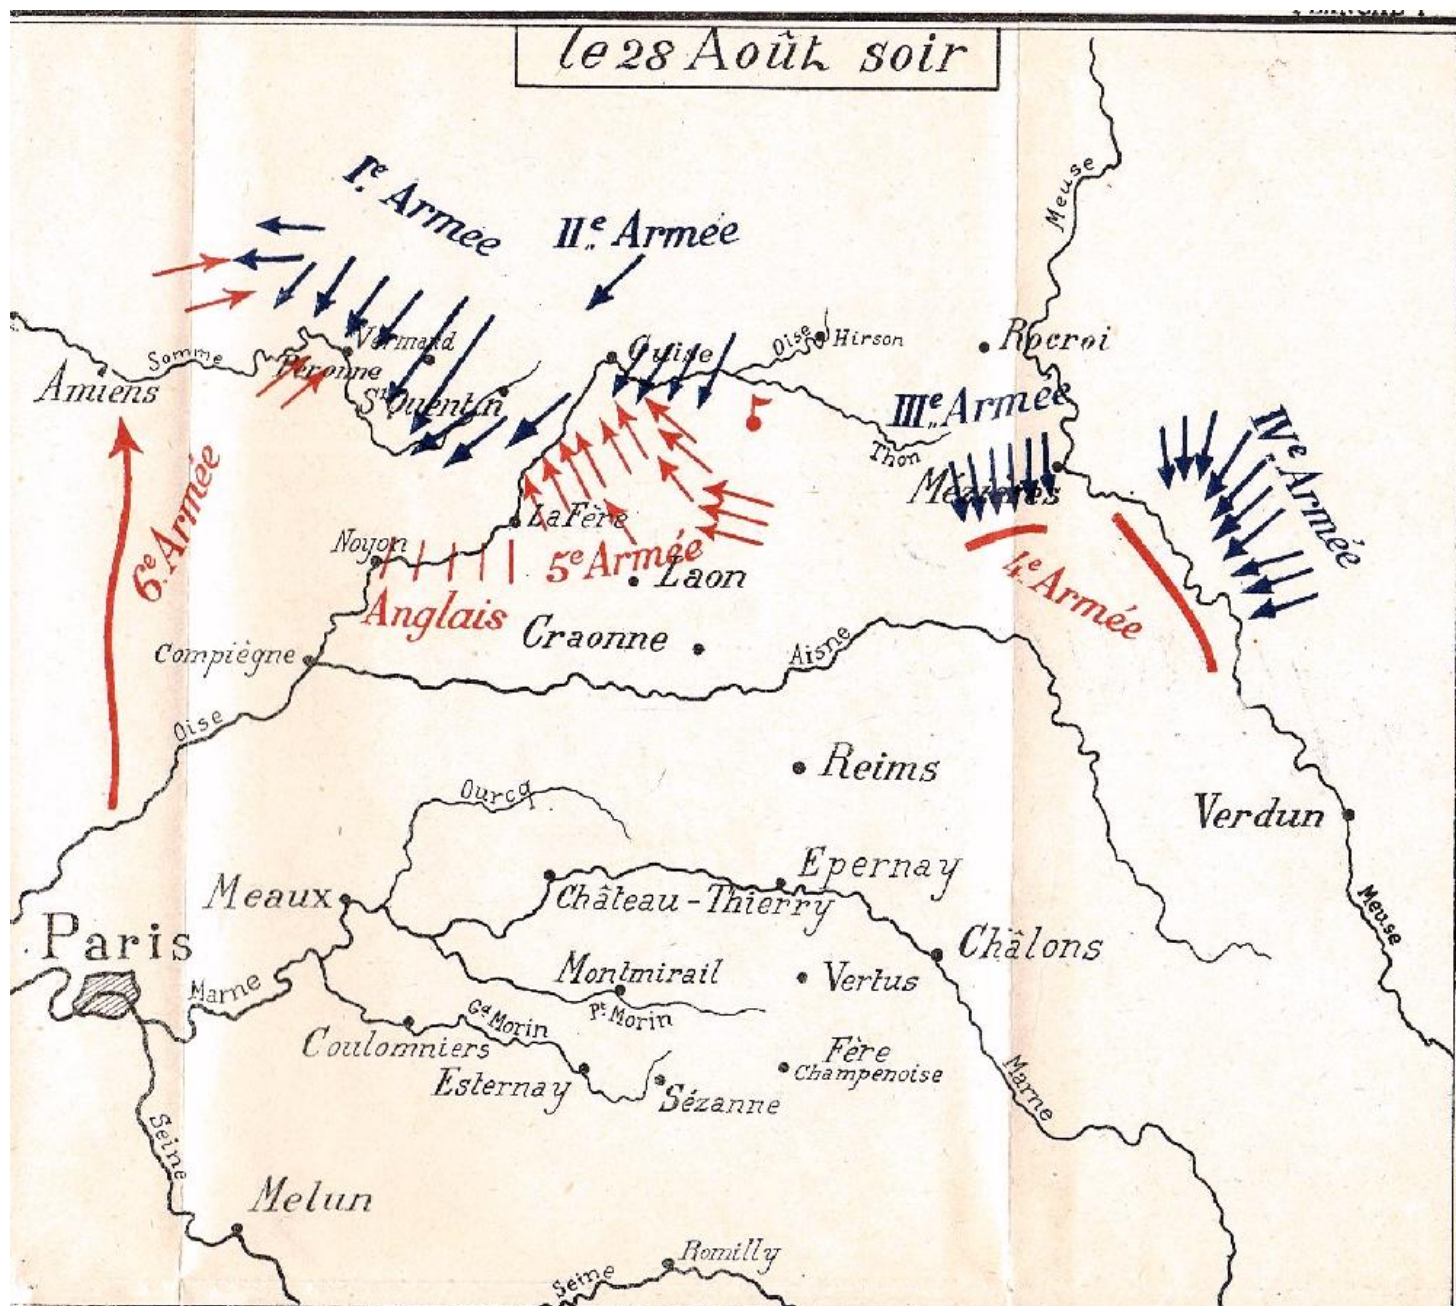 le 28 Août soir
Iᵉ. Armée
IIᵉ. Armée
Meuse
Somme
Vermand
Péronne
Amiens
Sᵗ Quentin
Guise
Oise
Hirson
Rocroi
IIIᵉ. Armée
Thon
Mézières
IVᵉ Armée
6ᵉ. Armée
Noyon
La Fère
5ᵉ Armée
Laon
4ᵉ. Armée
Anglais
Craonne
Compiègne
Aisne
Oise
Reims
Ourcq
Verdun
Meaux
Château-Thierry
Epernay
Meuse
Paris
Marne
Châlons
Montmirail
Vertus
Gᵈ Morin
Pᵗ Morin
Coulomniers
Esternay
Sézanne
Fère
Champenoise
Marne
Seine
Melun
Romilly
Seine